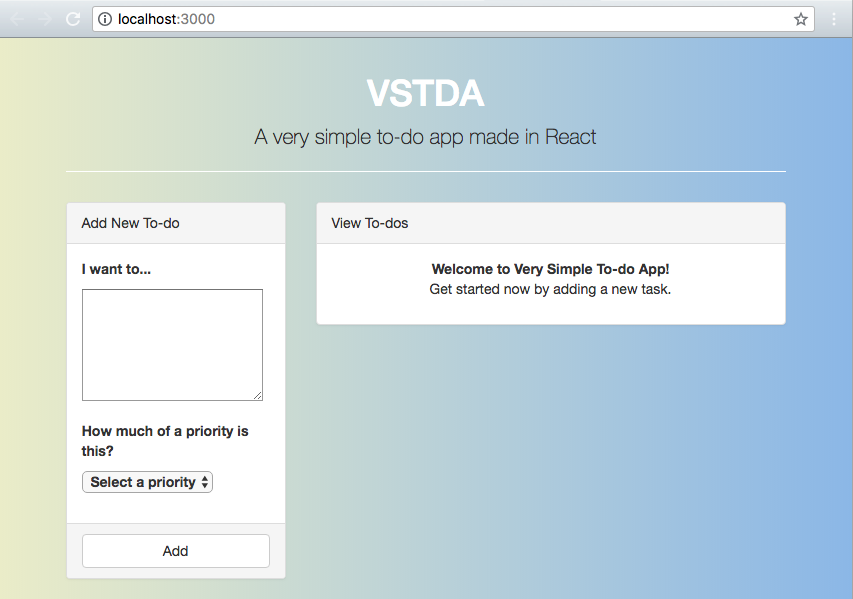 localhost:3000
VSTDA
A very simple to-do app made in React
Add New To-do
I want to...
How much of a priority is
this?
Select a priority
Add
View To-dos
Welcome to Very Simple To-do App!
Get started now by adding a new task.